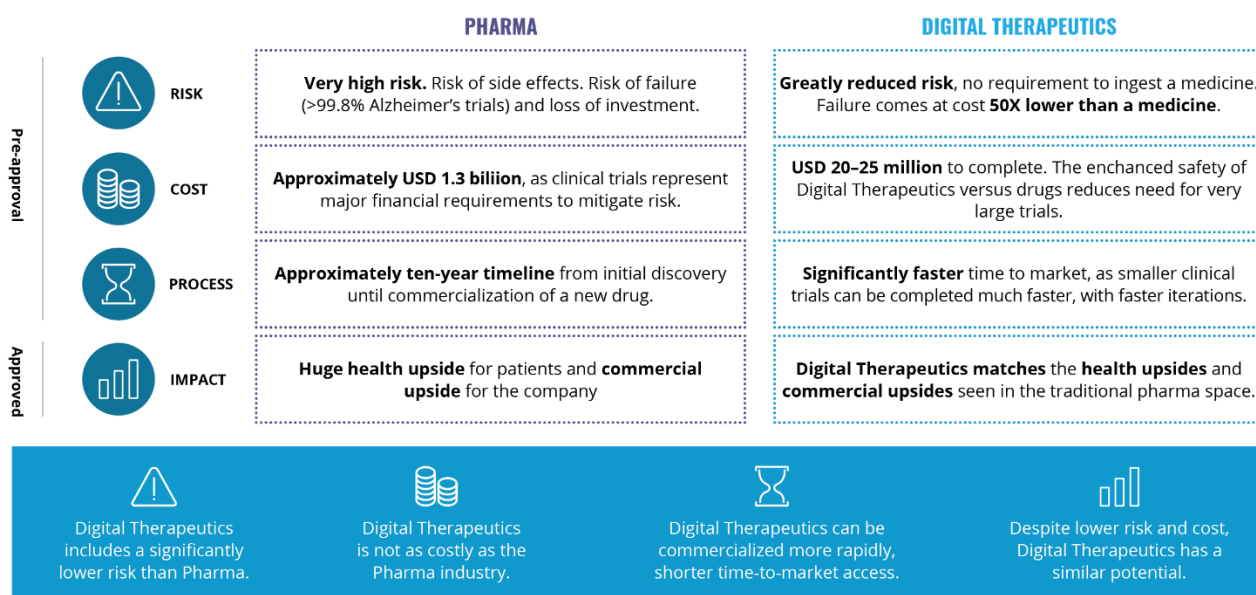 PHARMA
DIGITAL THERAPEUTICS
Pre-approval
RISK
Very high risk. Risk of side effects. Risk of failure
(>99.8% Alzheimer's trials) and loss of investment.
Greatly reduced risk, no requirement to ingest a medicine.
Failure comes at cost 50X lower than a medicine.
COST
Approximately USD 1.3 biliion, as clinical trials represent
major financial requirements to mitigate risk.
USD 20–25 million to complete. The enchanced safety of
Digital Therapeutics versus drugs reduces need for very
large trials.
PROCESS
Approximately ten-year timeline from initial discovery
until commercialization of a new drug.
Significantly faster time to market, as smaller clinical
trials can be completed much faster, with faster iterations.
Approved
IMPACT
Huge health upside for patients and commercial
upside for the company
Digital Therapeutics matches the health upsides and
commercial upsides seen in the traditional pharma space.
Digital Therapeutics
includes a significantly
lower risk than Pharma.
Digital Therapeutics
is not as costly as the
Pharma industry.
Digital Therapeutics can be
commercialized more rapidly,
shorter time-to-market access.
Despite lower risk and cost,
Digital Therapeutics has a
similar potential.